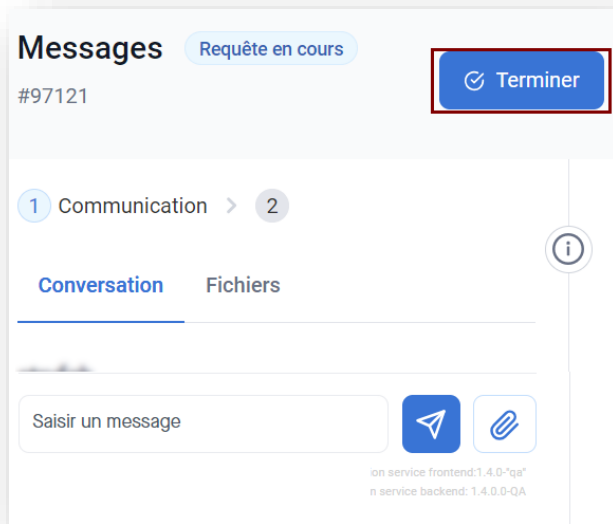 Messages Requête en cours
#97121
Terminer
1 Communication > 2
Conversation Fichiers
Saisir un message
on service frontend:1.4.0-"qa"
n service backend: 1.4.0.0-QA